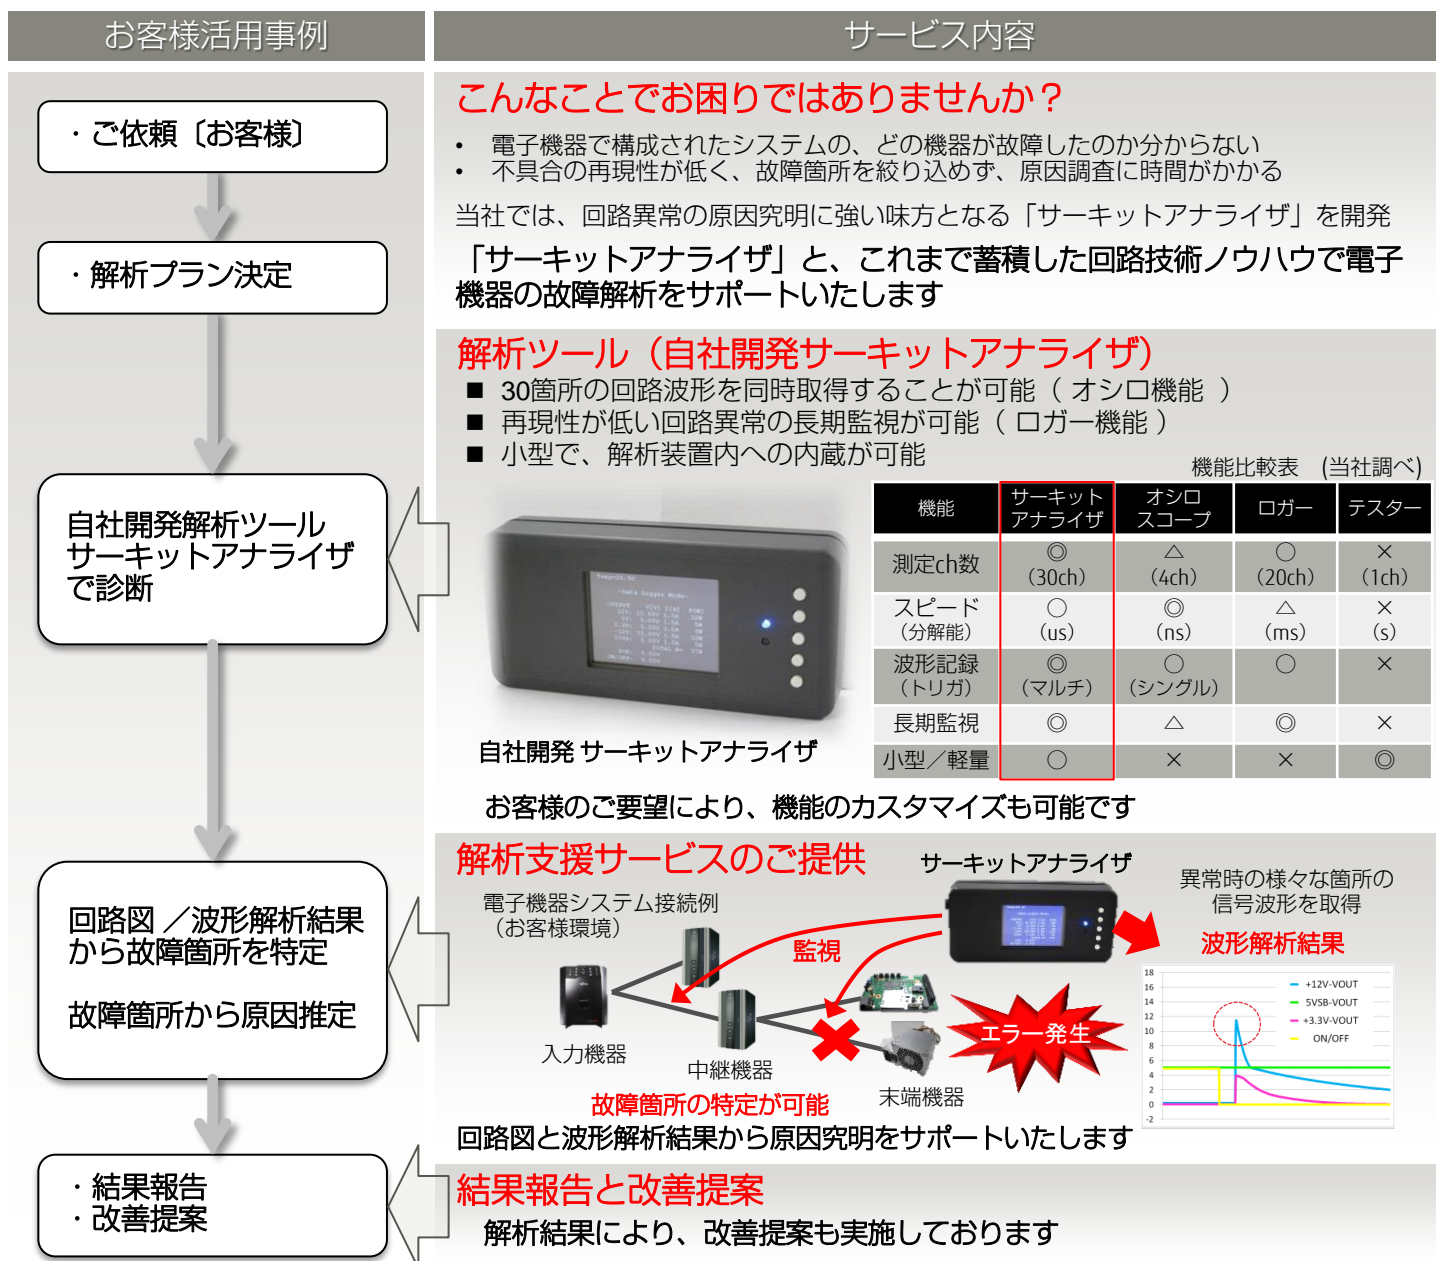 お客様活用事例
サービス内容
・ご依頼〔お客様〕
・解析プラン決定
自社開発解析ツール
サーキットアナライザ
で診断
回路図 ／波形解析結果
から故障箇所を特定
故障箇所から原因推定
・結果報告
・改善提案
こんなことでお困りではありませんか？
• 電子機器で構成されたシステムの、どの機器が故障したのか分からない
• 不具合の再現性が低く、故障箇所を絞り込めず、原因調査に時間がかかる
当社では、回路異常の原因究明に強い味方となる「サーキットアナライザ」を開発
「サーキットアナライザ」と、これまで蓄積した回路技術ノウハウで電子
機器の故障解析をサポートいたします
解析ツール（自社開発サーキットアナライザ）
■ 30箇所の回路波形を同時取得することが可能（ オシロ機能 ）
■ 再現性が低い回路異常の長期監視が可能（ ロガー機能 ）
■ 小型で、解析装置内への内蔵が可能
機能比較表 (当社調べ)
機能 サーキットアナライザ オシロスコープ ロガー テスター
測定ch数 ◎（30ch） △（4ch） ○（20ch） ×（1ch）
スピード（分解能） ○（us） ◎（ns） △（ms） ×（s）
波形記録（トリガ） ◎（マルチ） ○（シングル） ○ ×
長期監視 ◎ △ ◎ ×
小型／軽量 ○ × × ◎
-Data Logger Mode-
自社開発 サーキットアナライザ
お客様のご要望により、機能のカスタマイズも可能です
解析支援サービスのご提供
サーキットアナライザ
電子機器システム接続例
（お客様環境）
監視
入力機器
中継機器
末端機器
エラー発生
故障箇所の特定が可能
異常時の様々な箇所の
信号波形を取得
波形解析結果
18
16
14
12
10
8
6
4
2
0
-2
+12V-VOUT
5VSB-VOUT
+3.3V-VOUT
ON/OFF
回路図と波形解析結果から原因究明をサポートいたします
結果報告と改善提案
解析結果により、改善提案も実施しております